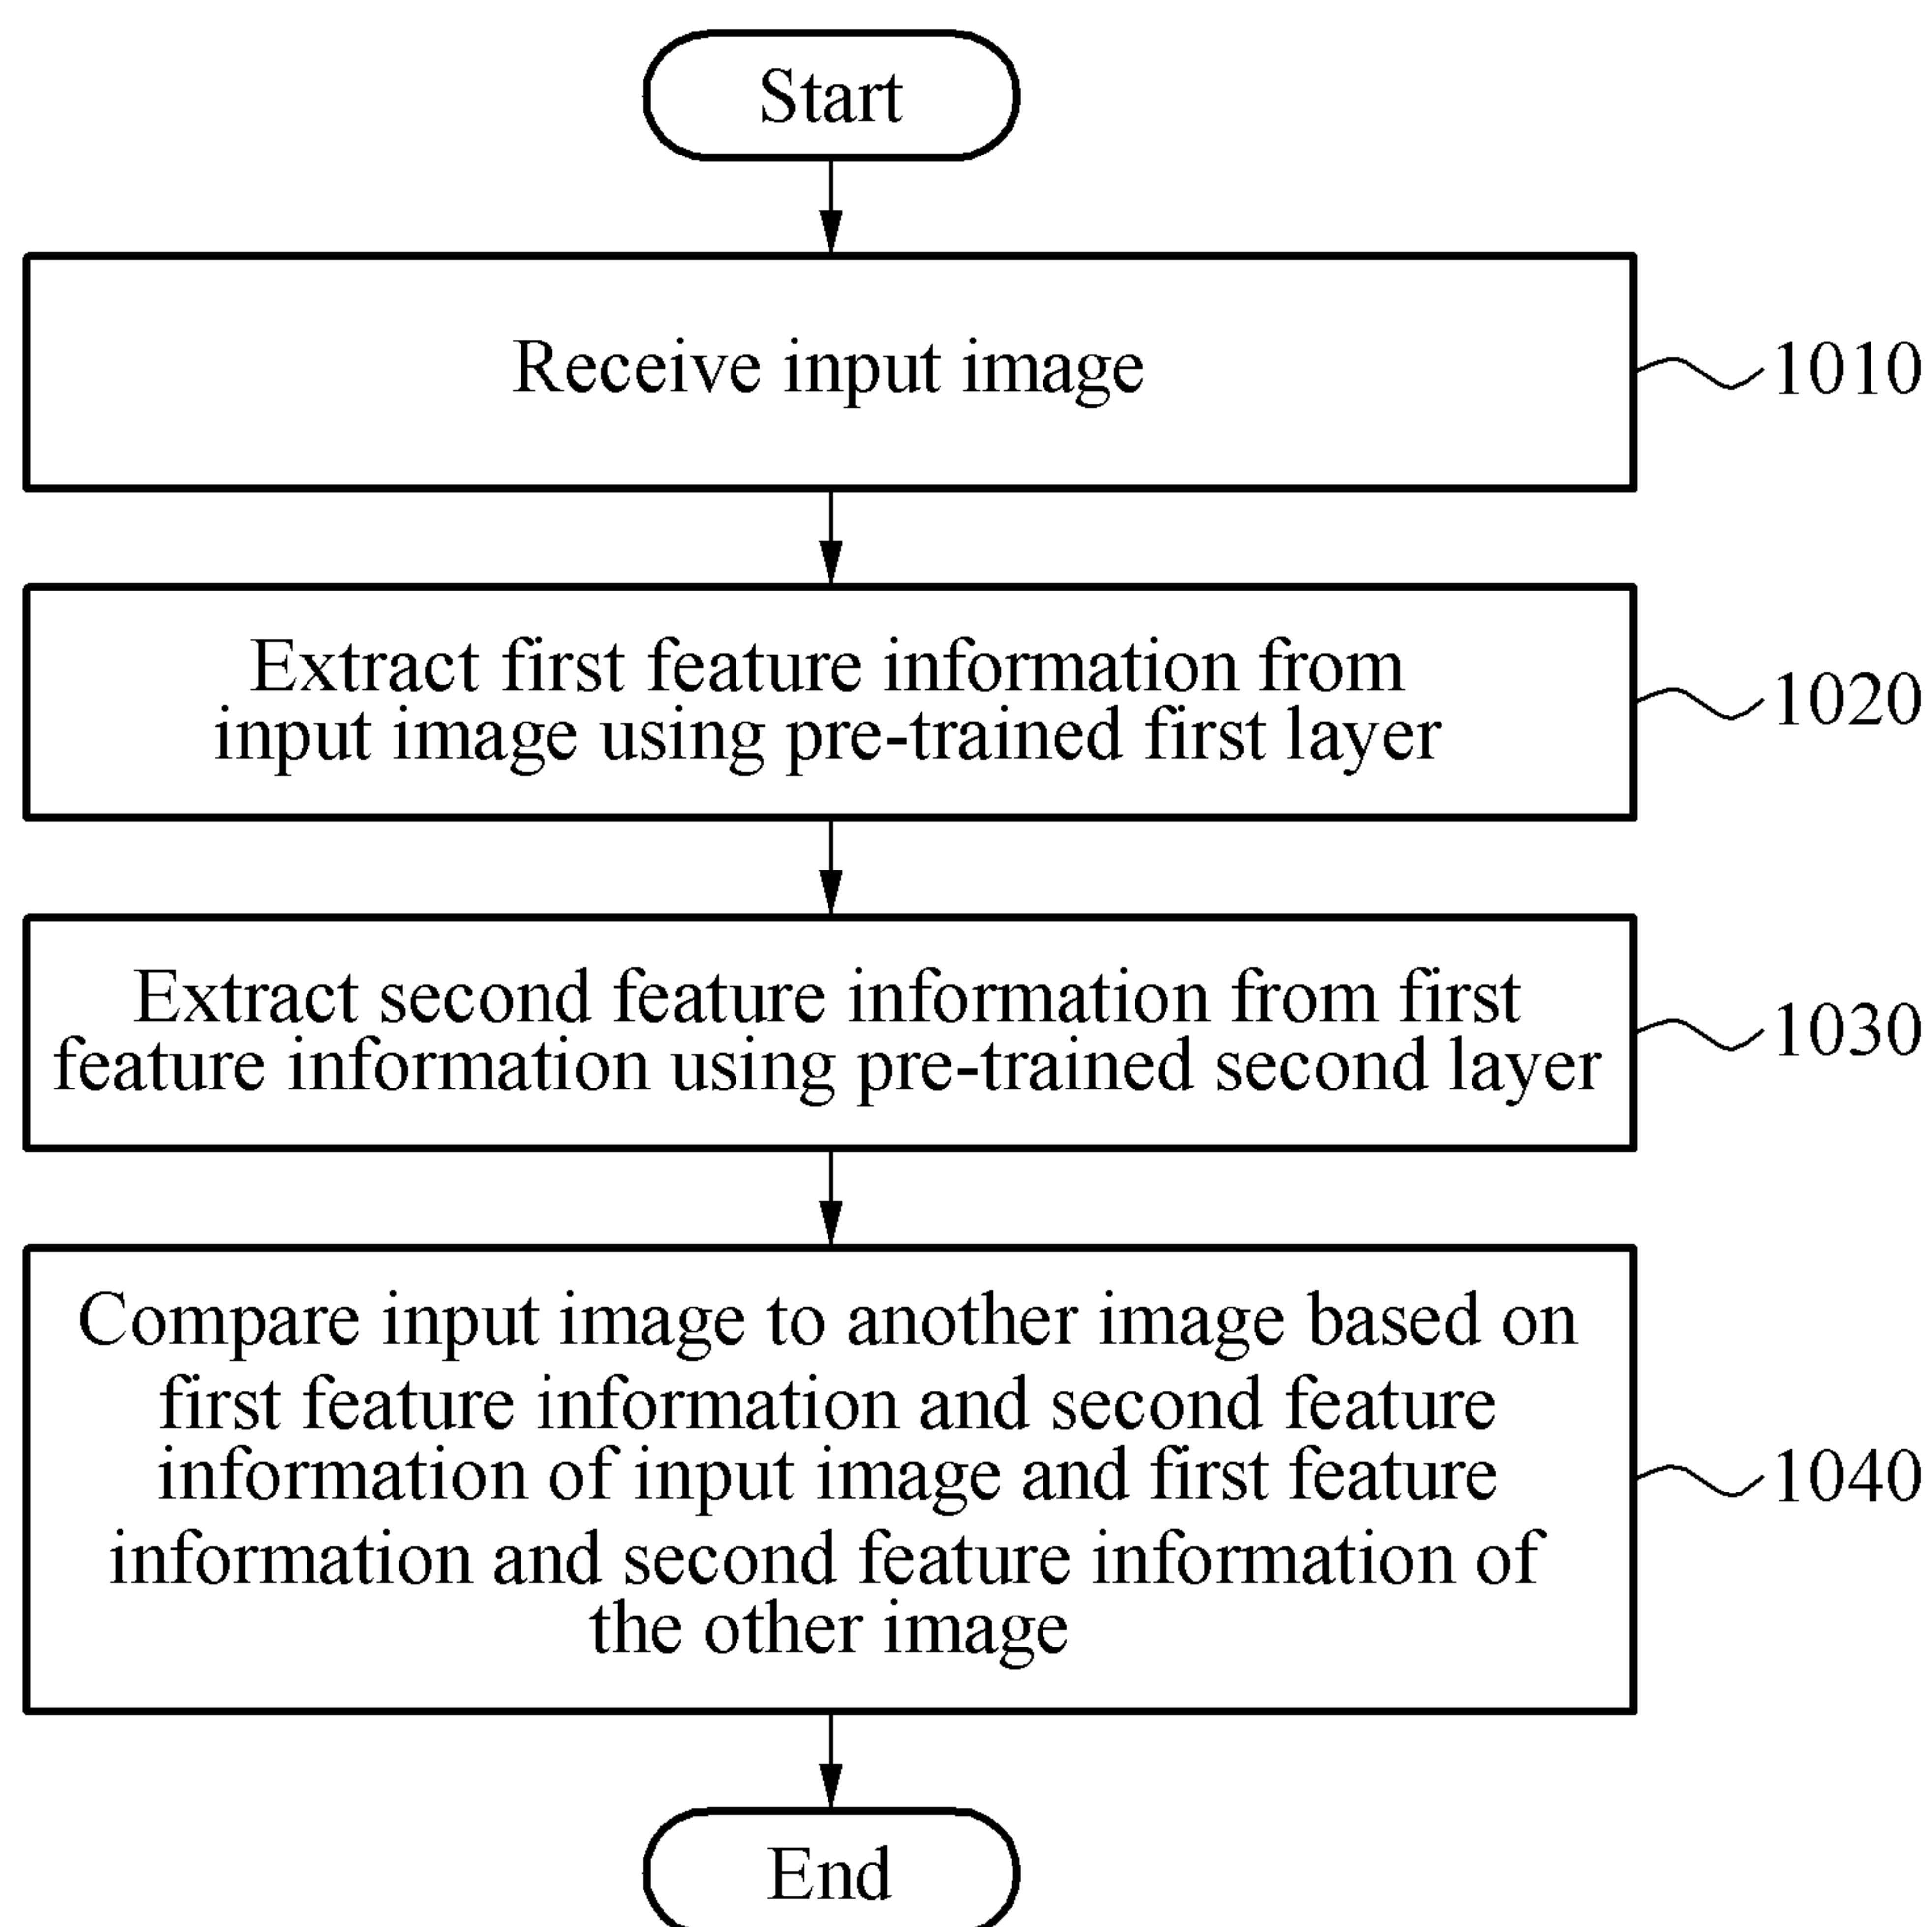 Start
Receive input image
1010
Extract first feature information from
input image using pre-trained first layer
1020
Extract second feature information from first
feature information using pre-trained second layer
1030
Compare input image to another image based on
first feature information and second feature
information of input image and first feature
information and second feature information of
the other image
1040
End